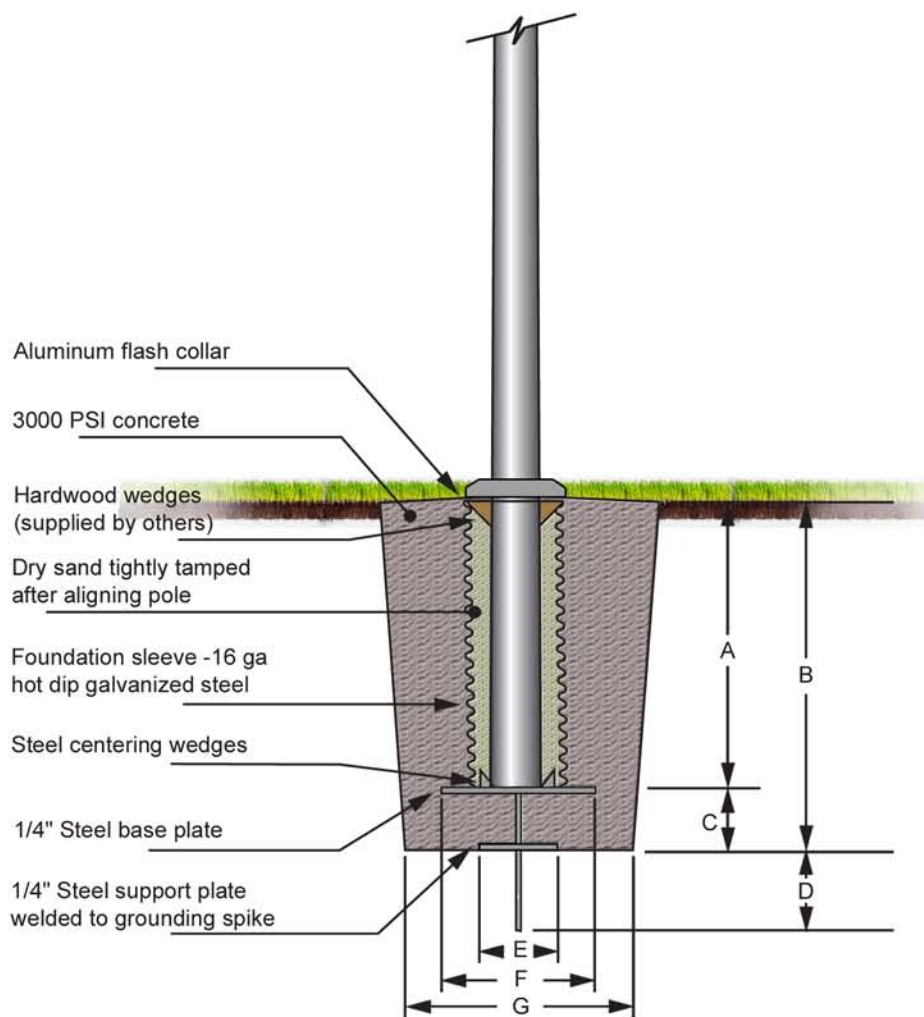 Aluminum flash collar
3000 PSI concrete
Hardwood wedges
(supplied by others)
Dry sand tightly tamped
after aligning pole
Foundation sleeve -16 ga
hot dip galvanized steel
Steel centering wedges
1/4" Steel base plate
1/4" Steel support plate
welded to grounding spike
A
B
C
D
E
F
G